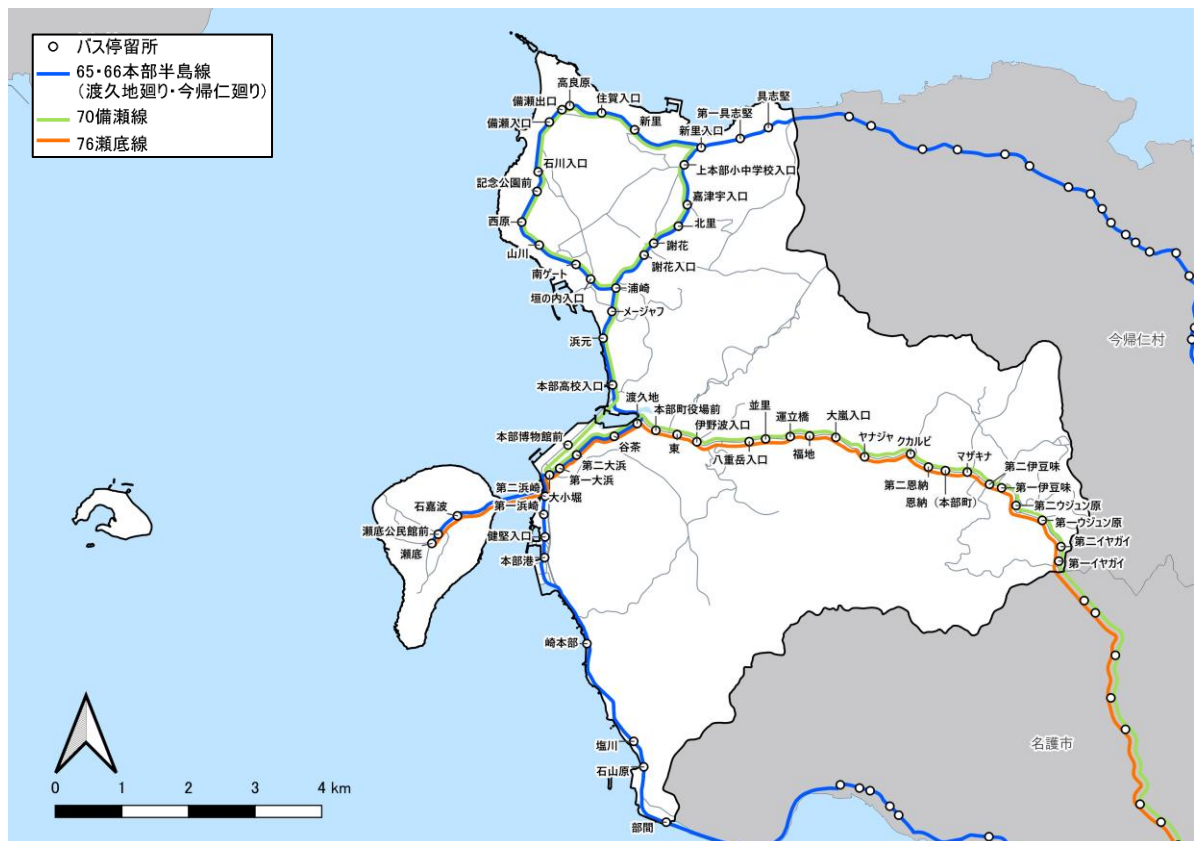 バス停留所
65・66本部半島線
(渡久地廻り・今帰仁廻り)
70備瀬線
76瀬底線
高良原
備瀬出口
住賀入口
具志堅
第一具志堅
備瀬入口
新里
新里入口
石川入口
上本部小中学校入口
記念公園前
嘉津宇入口
西原
北里
山川
謝花
謝花入口
南ゲート
垣の内入口
浦崎
メージャフ
浜元
今帰仁村
本部高校入口
渡久地
本部町役場前
並里
運立橋
大嵐入口
伊野波入口
ヤナジャ
クカルビ
本部博物館前
谷茶
東
八重岳入口
福地
マザキナ
第二伊豆味
第二大浜
第一大浜
第二恩納
恩納(本部町)
第一伊豆味
第二浜崎
大小堀
第一浜崎
第二ウジュン原
石嘉波
第一ウジュン原
瀬底公民館前
健堅入口
第二イヤガイ
瀬底
本部港
第一イヤガイ
崎本部
塩川
名護市
石山原
0 1 2 3 4 km
部間